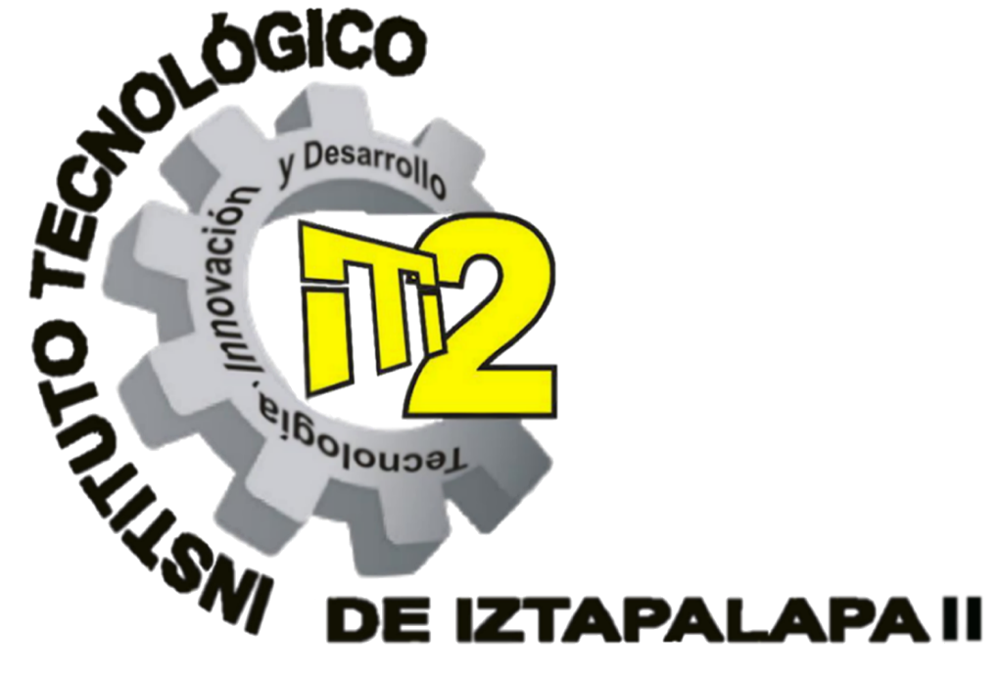 INSTITUTO TECNOLÓGICO
Tecnología, Innovación y Desarrollo
iTi2
DE IZTAPALAPA II